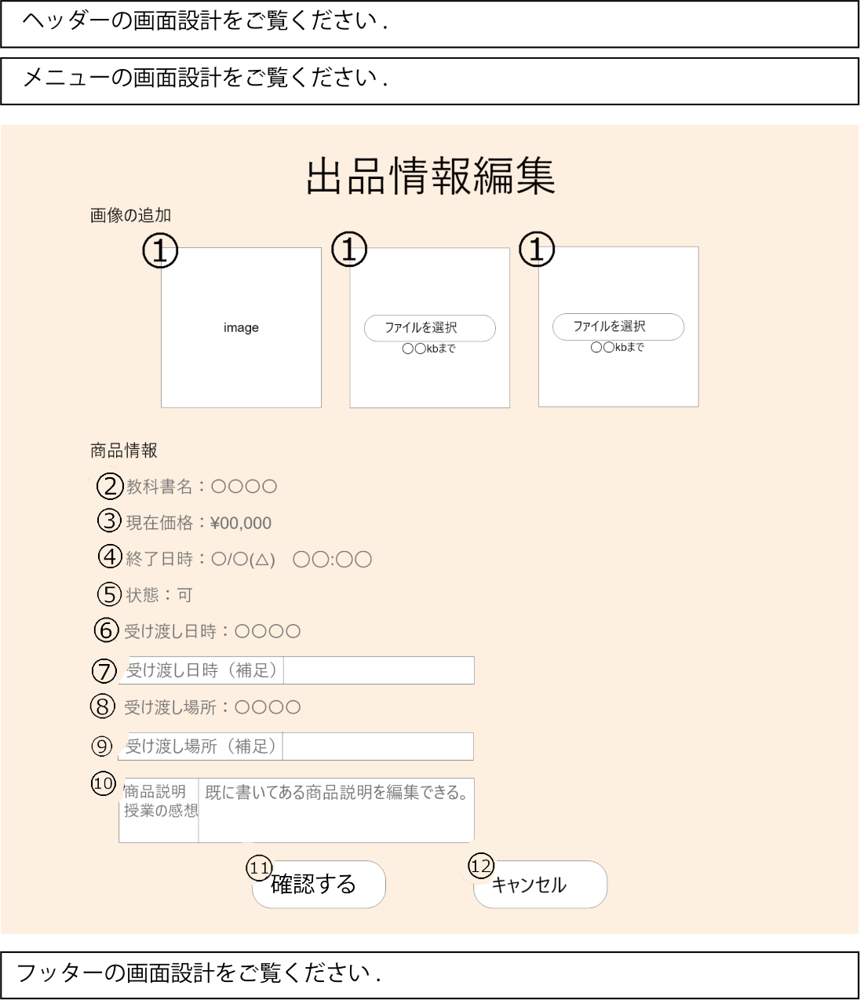 ヘッダーの画面設計をご覧ください.
メニューの画面設計をご覧ください.
出品情報編集
画像の追加
① ① ①
image
ファイルを選択
〇〇kbまで
ファイルを選択
〇〇kbまで
商品情報
②教科書名：〇〇〇〇
③現在価格：¥00,000
④終了日時：〇/〇(△)　〇〇:〇〇
⑤状態：可
⑥受け渡し日時：〇〇〇〇
⑦受け渡し日時（補足）
⑧受け渡し場所：〇〇〇〇
⑨受け渡し場所（補足）
⑩商品説明
授業の感想
既に書いてある商品説明を編集できる。
⑪確認する
⑫キャンセル
フッターの画面設計をご覧ください.